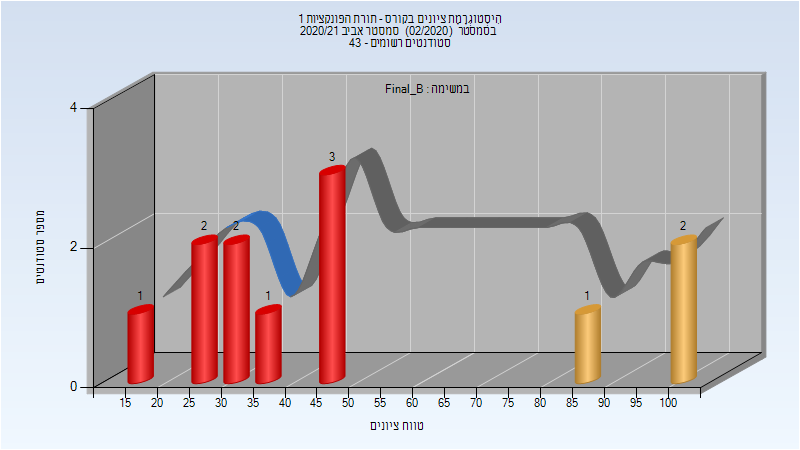 היסטוגרמת ציונים בקורס - תורת הפונקציות 1
בסמסטר (02/2020) סמסטר אביב 2020/21
סטודנטים רשומים - 43
במשימה : Final_B
מספר סטודנטים
4
2
0
1
2
2
1
3
1
2
15 20 25 30 35 40 45 50 55 60 65 70 75 80 85 90 95 100
טווח ציונים